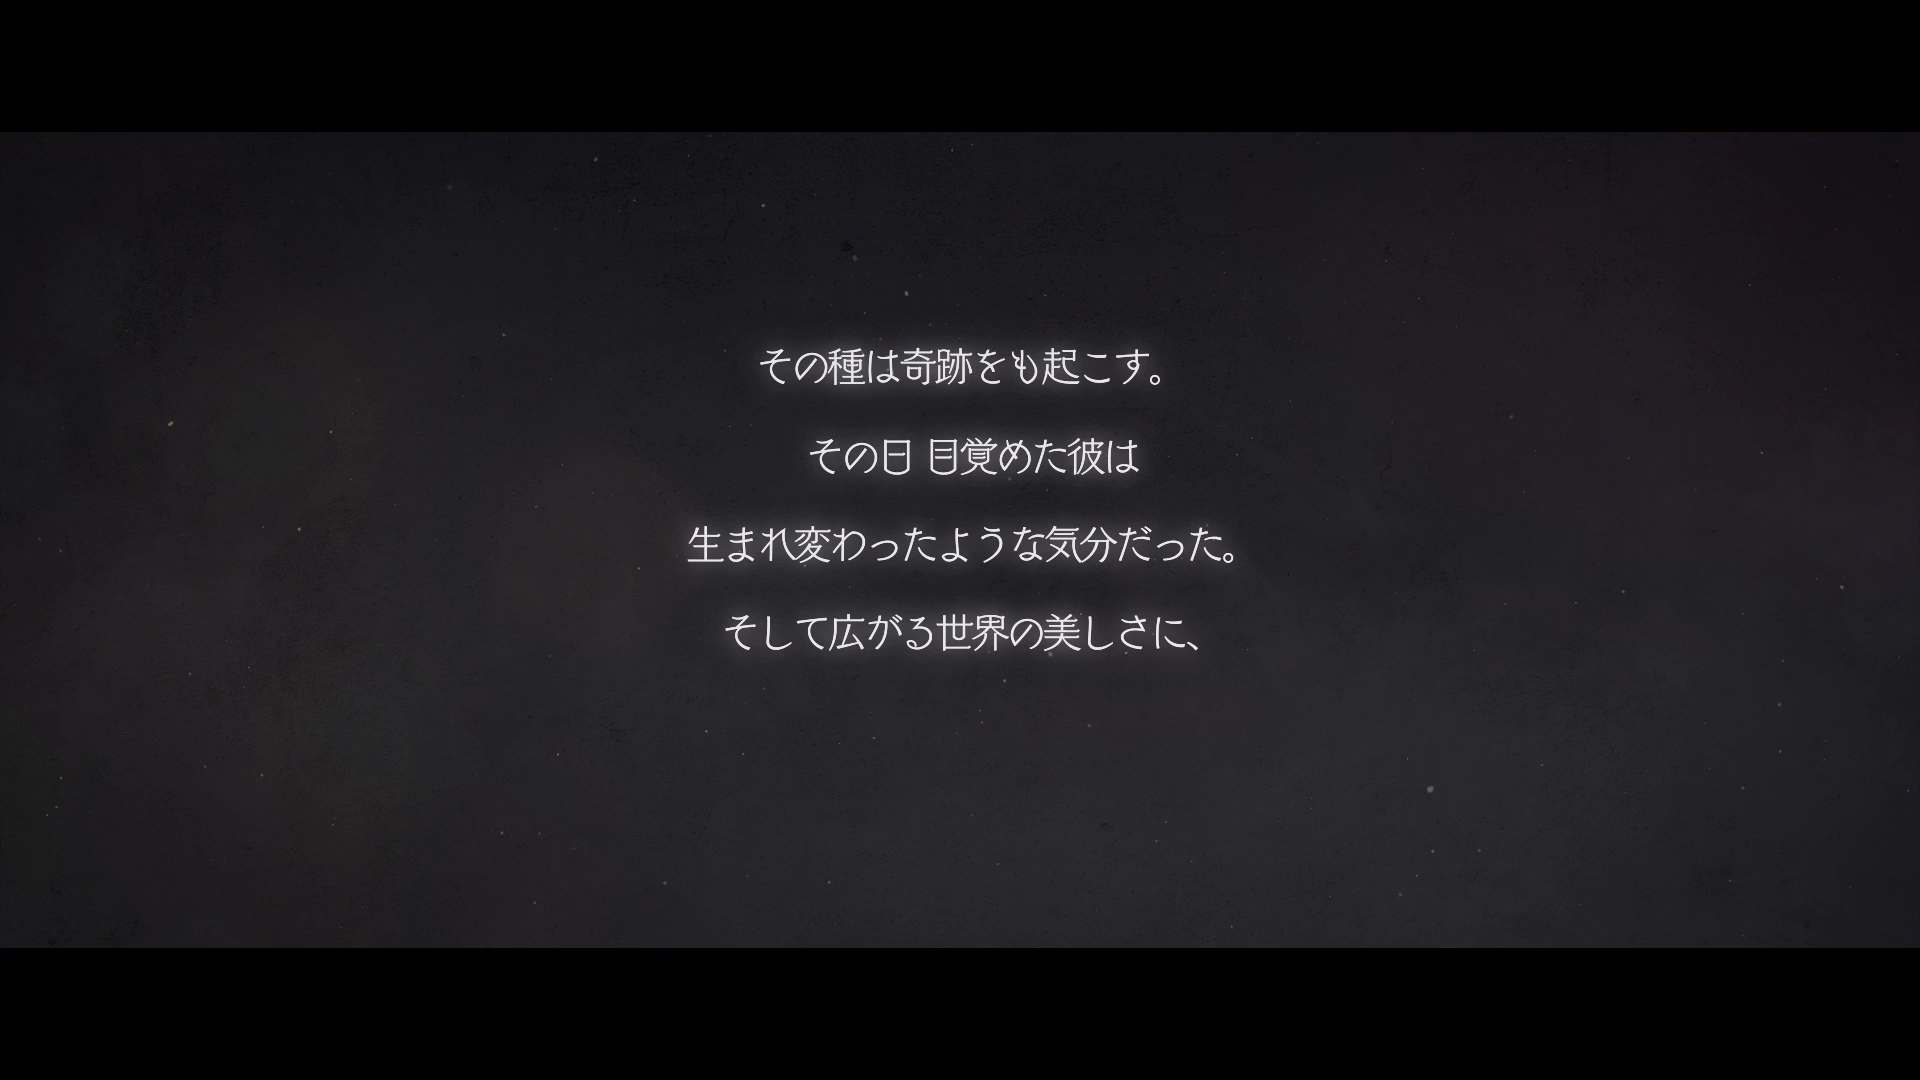 その種は奇跡をも起こす。
その日 目覚めた彼は
生まれ変わったような気分だった。
そして広がる世界の美しさに、